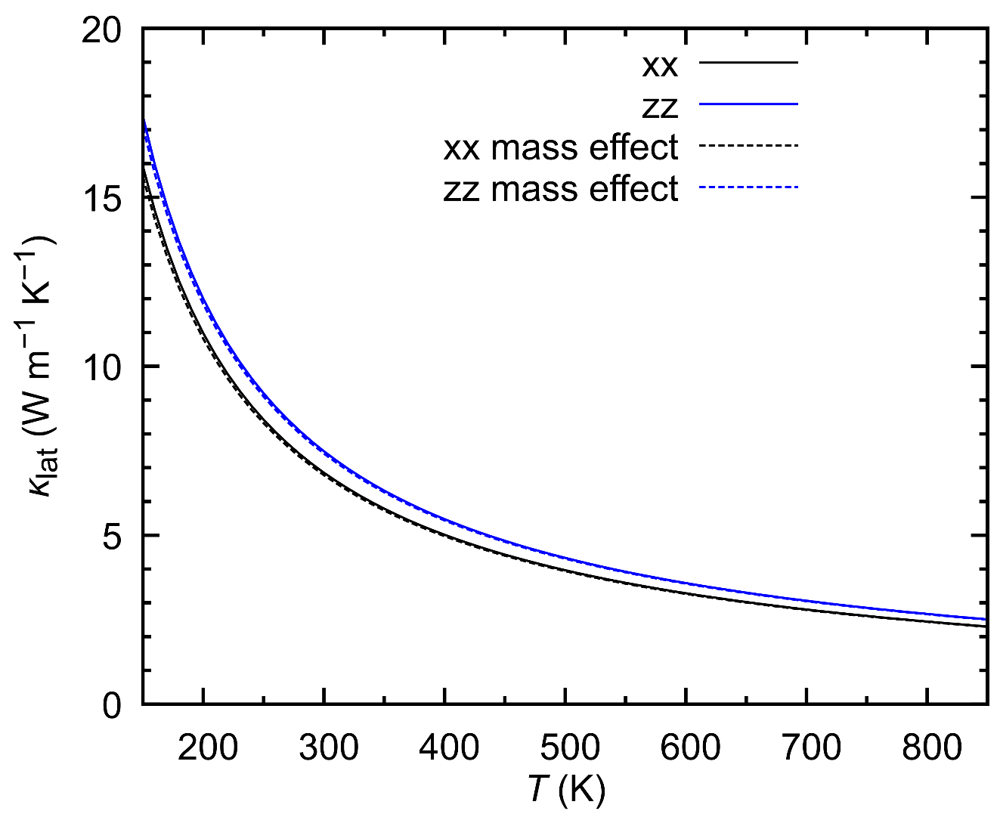 20
15
10
5
0
κlat (W m−1 K−1)
xx
zz
xx mass effect
zz mass effect
200 300 400 500 600 700 800
T (K)